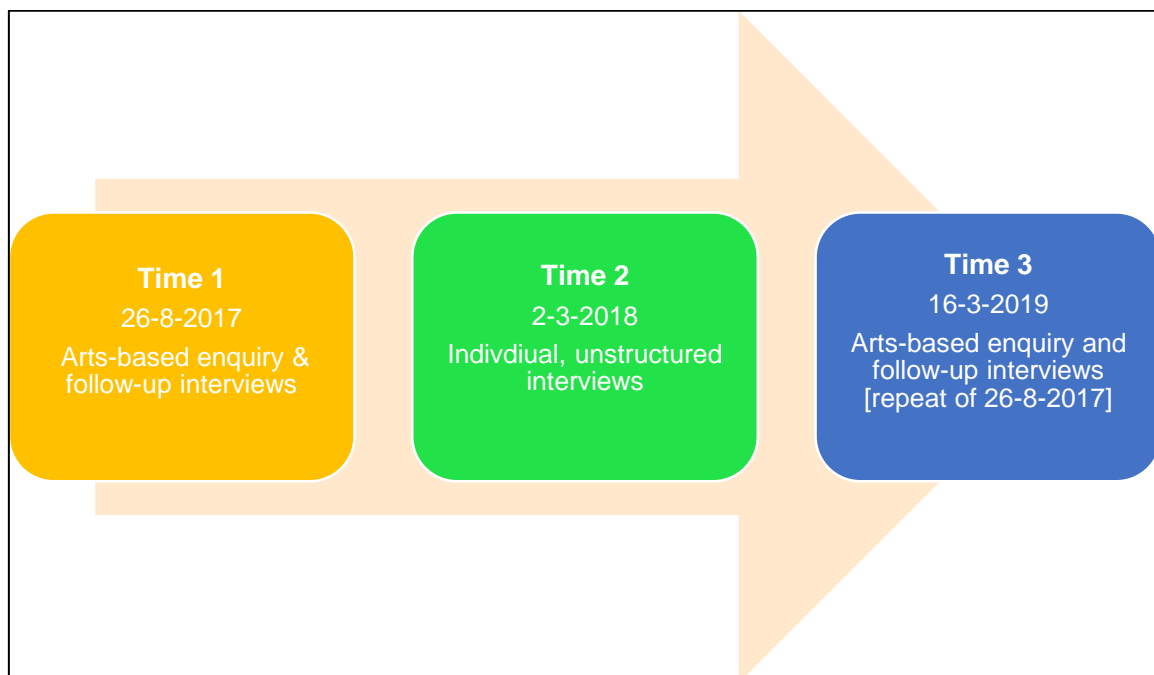 Time 1
26-8-2017
Arts-based enquiry &
follow-up interviews
Time 2
2-3-2018
Indivdiual, unstructured
interviews
Time 3
16-3-2019
Arts-based enquiry and
follow-up interviews
[repeat of 26-8-2017]